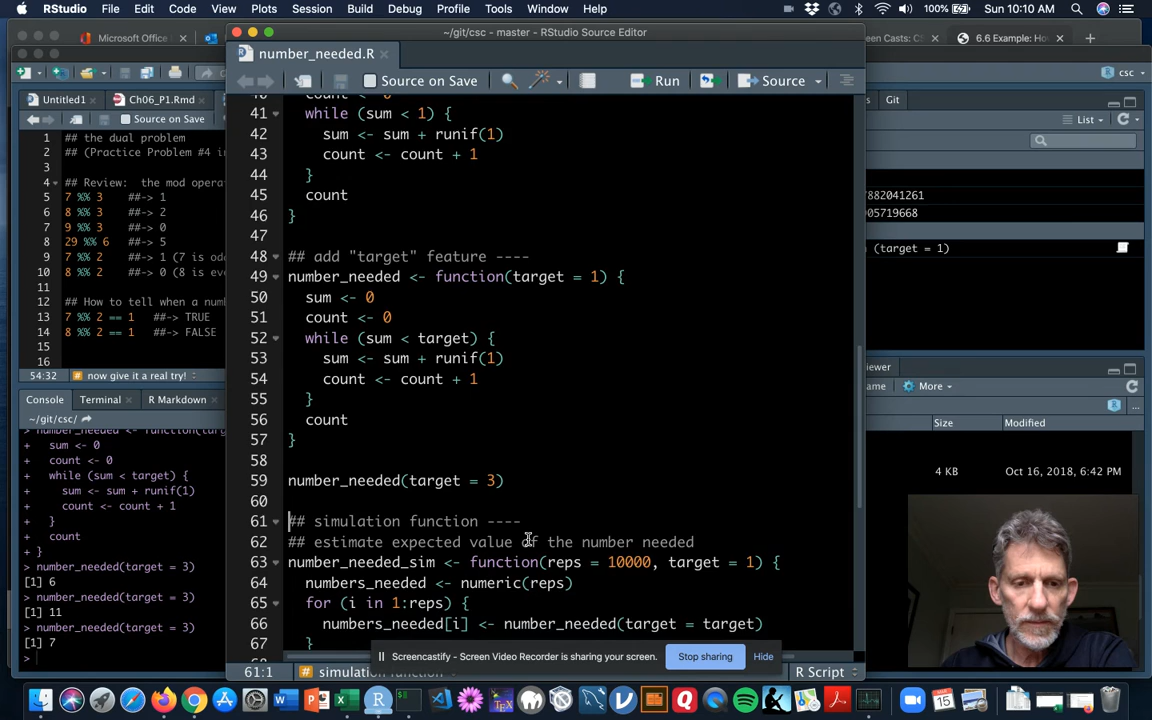 RStudio File Edit Code View Plots Session Build Debug Profile Tools Window Help 100% Sun 10:10 AM
Microsoft Office
~/git/csc - master - RStudio Source Editor
een Casts: C
6.6 Example: Ho
number_needed.R
csc
Source on Save
Run
Source
Untitled1
Ch06_P1.Rmd
Git
Source on Save
List
1 ## the dual problem
2 ## (Practice Problem #4 i
3
4 ## Review: the mod opera
5 7 %% 3 ##-> 1
6 8 %% 3 ##-> 2
7 9 %% 3 ##-> 0
8 29 %% 6 ##-> 5
9 7 %% 2 ##-> 1 (7 is od
10 8 %% 2 ##-> 0 (8 is eve
11
12 ## How to tell when a num
13 7 %% 2 == 1 ##-> TRUE
14 8 %% 2 == 1 ##-> FALSE
15
16
54:32 # now give it a real try!
Console Terminal R Markdown
~/git/csc/
> number_needed <- function(targ
+ sum <- 0
+ count <- 0
+ while (sum < target) {
+ sum <- sum + runif(1)
+ count <- count + 1
+ }
+ count
+ }
> number_needed(target = 3)
[1] 6
> number_needed(target = 3)
[1] 11
> number_needed(target = 3)
[1] 7
>
40 count <- 0
41 while (sum < 1) {
42 sum <- sum + runif(1)
43 count <- count + 1
44 }
45 count
46 }
47
48 ## add "target" feature ----
49 number_needed <- function(target = 1) {
50 sum <- 0
51 count <- 0
52 while (sum < target) {
53 sum <- sum + runif(1)
54 count <- count + 1
55 }
56 count
57 }
58
59 number_needed(target = 3)
60
61 ## simulation function ----
62 ## estimate expected value of the number needed
63 number_needed_sim <- function(reps = 10000, target = 1) {
64 numbers_needed <- numeric(reps)
65 for (i in 1:reps) {
66 numbers_needed[i] <- number_needed(target = target)
67 }
61:1 # simulation function
R Script
Screencastify - Screen Video Recorder is sharing your screen.
Stop sharing
Hide
7882041261
05719668
n (target = 1)
iewer
ame
More
Size
Modified
4 KB
Oct 16, 2018, 6:42 PM